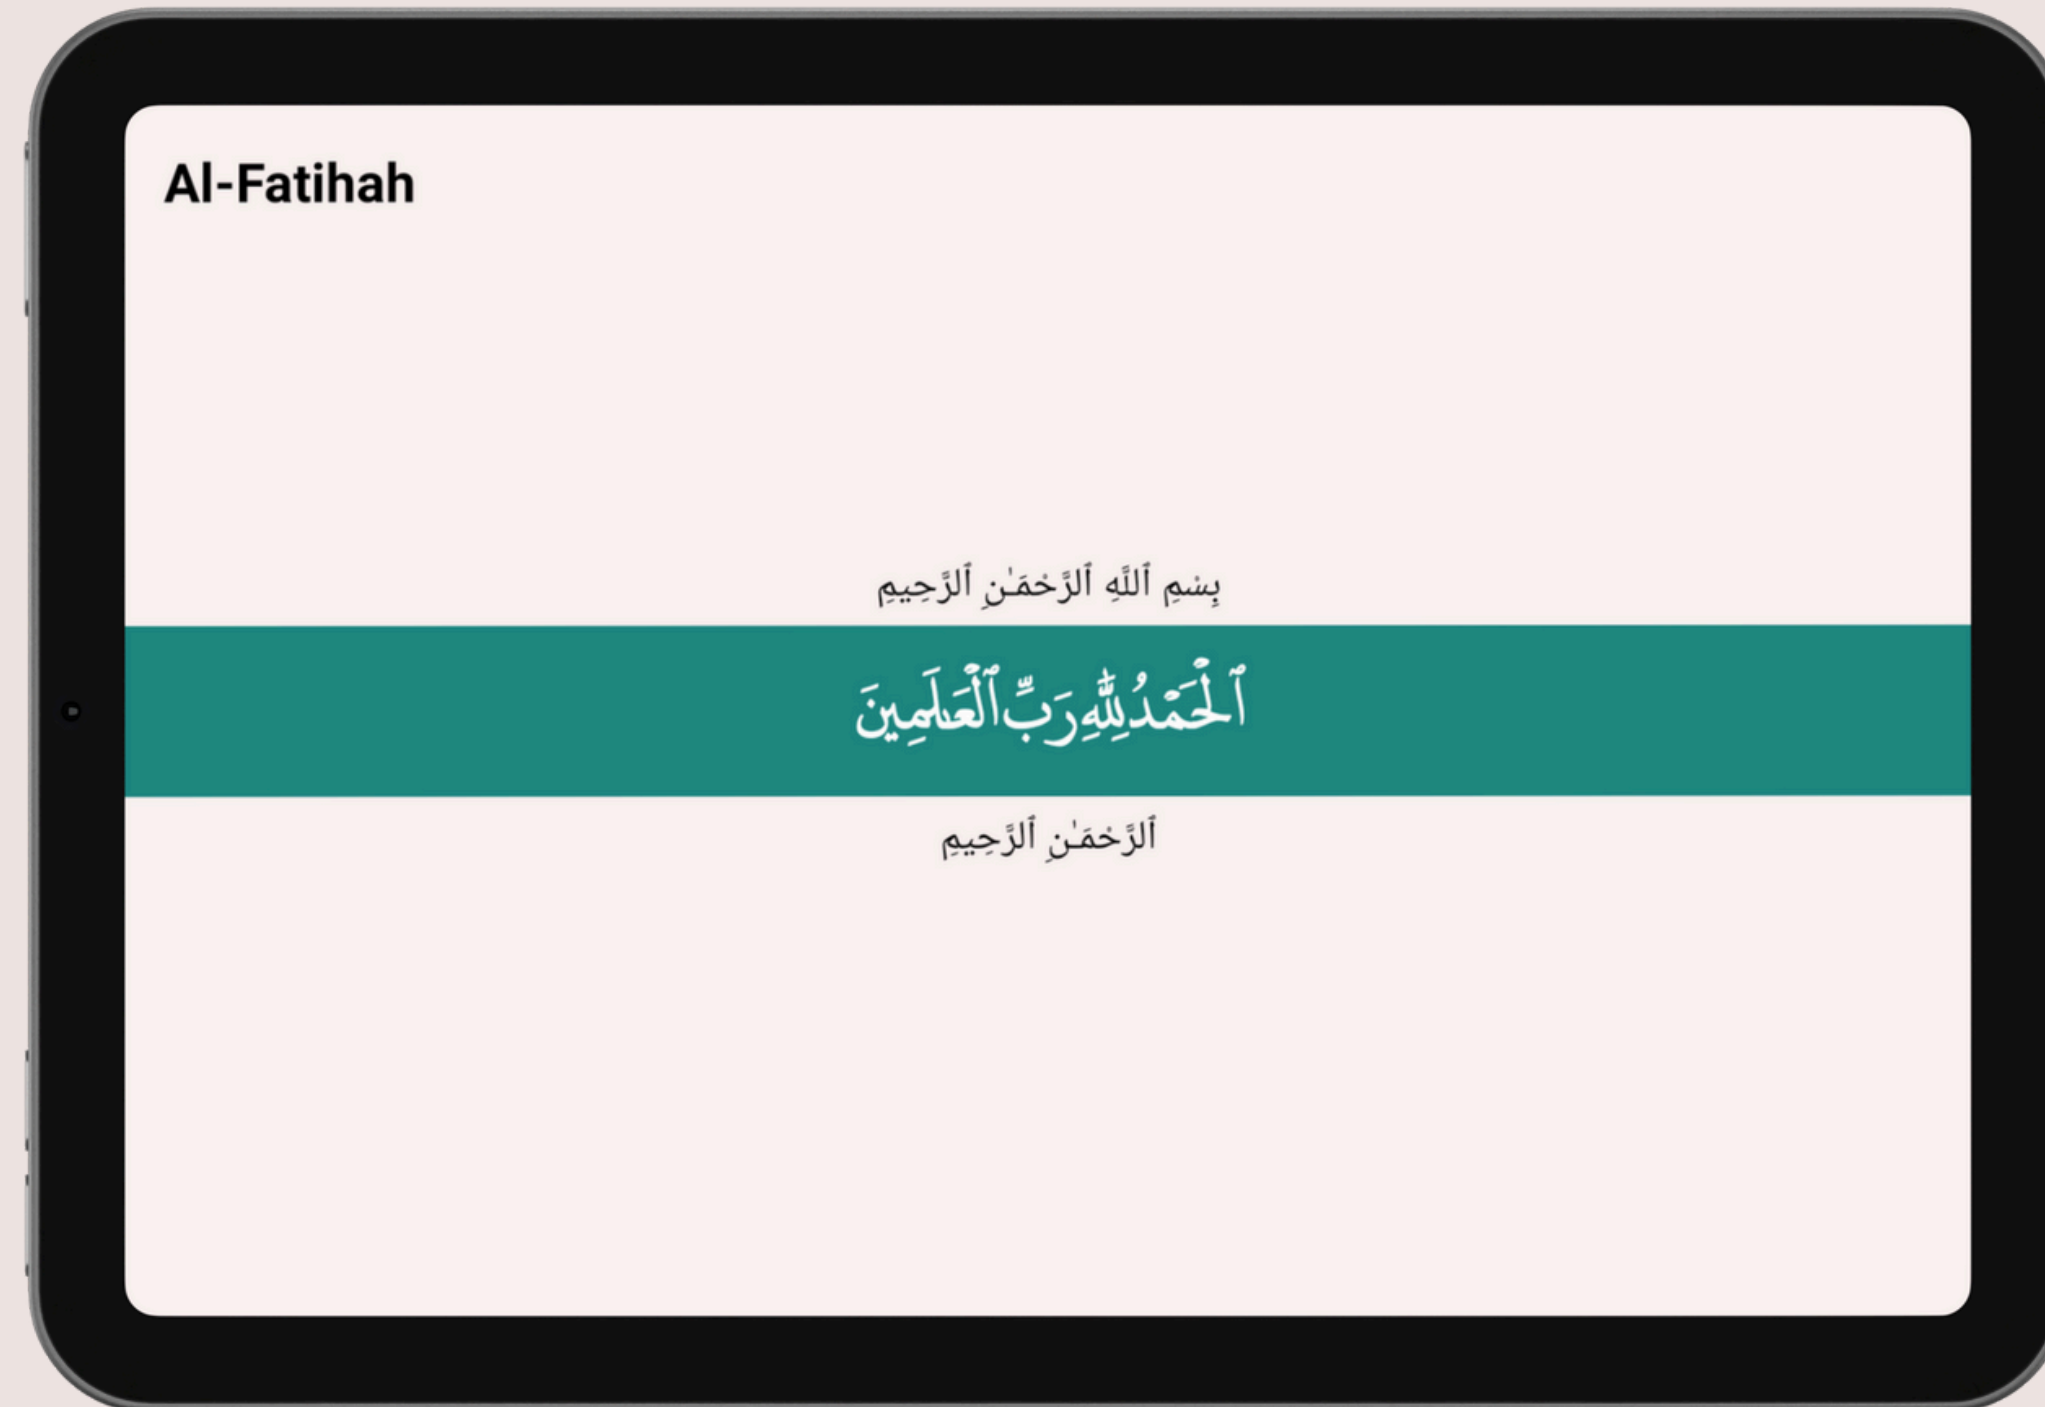 Al-Fatihah
بِسْمِ ٱللَّهِ ٱلرَّحْمَـٰنِ ٱلرَّحِيمِ
ٱلْحَمْدُ لِلَّهِ رَبِّ ٱلْعَـٰلَمِينَ
ٱلرَّحْمَـٰنِ ٱلرَّحِيمِ